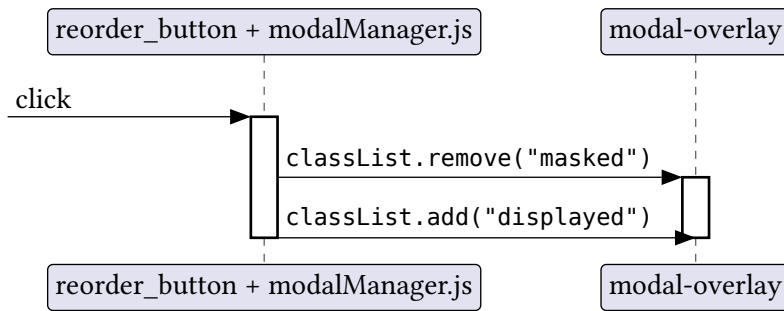 reorder_button + modalManager.js
modal-overlay
click
classList.remove("masked")
classList.add("displayed")
reorder_button + modalManager.js
modal-overlay